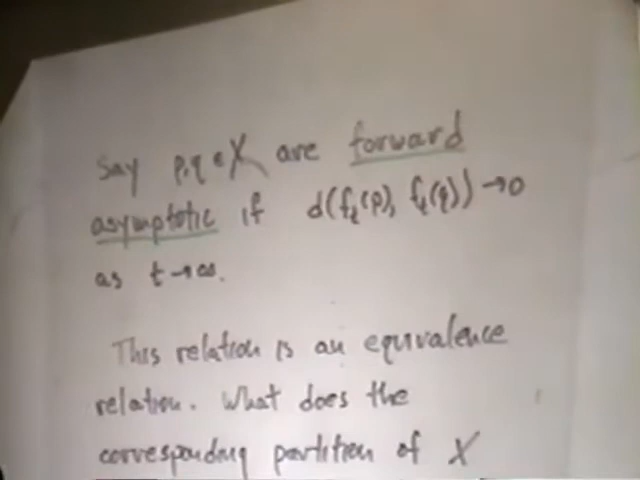 Say p, q ∈ X are forward
asymptotic if d(f_t(p), f_t(q)) → 0
as t → ∞.
This relation is an equivalence
relation. What does the
corresponding partition of X